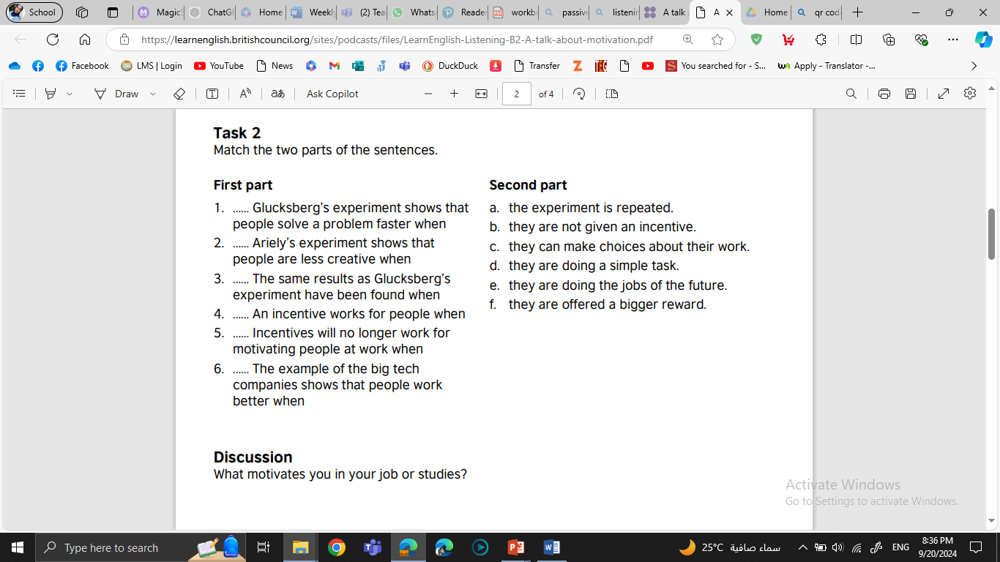 School
Magic
ChatGI
Home
Weekly
(2) Tea
Whats
Reade
workb
passiv
listenin
A talk
A
Home
qr cod
https://learnenglish.britishcouncil.org/sites/podcasts/files/LearnEnglish-Listening-B2-A-talk-about-motivation.pdf
Facebook
LMS | Login
YouTube
News
DuckDuck
Transfer
You searched for - S...
Apply - Translator -...
Draw
Ask Copilot
2
of 4
Task 2
Match the two parts of the sentences.
First part
1. ...... Glucksberg's experiment shows that
people solve a problem faster when
2. ...... Ariely's experiment shows that
people are less creative when
3. ...... The same results as Glucksberg's
experiment have been found when
4. ...... An incentive works for people when
5. ...... Incentives will no longer work for
motivating people at work when
6. ...... The example of the big tech
companies shows that people work
better when
Second part
a. the experiment is repeated.
b. they are not given an incentive.
c. they can make choices about their work.
d. they are doing a simple task.
e. they are doing the jobs of the future.
f. they are offered a bigger reward.
Discussion
What motivates you in your job or studies?
Activate Windows
Go to Settings to activate Windows.
Type here to search
25°C سماء صافية
ENG
8:36 PM
9/20/2024